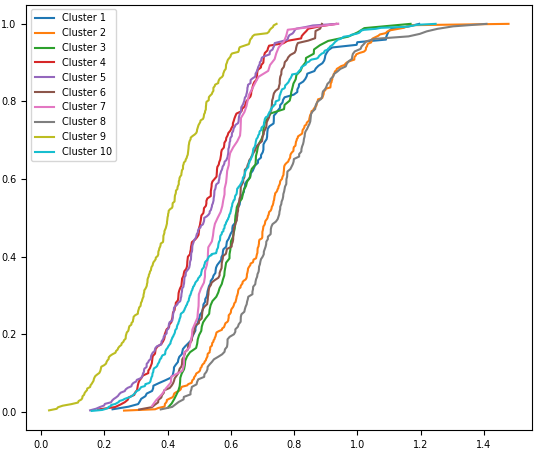 1.0
0.8
0.6
0.4
0.2
0.0
Cluster 1
Cluster 2
Cluster 3
Cluster 4
Cluster 5
Cluster 6
Cluster 7
Cluster 8
Cluster 9
Cluster 10
0.0 0.2 0.4 0.6 0.8 1.0 1.2 1.4